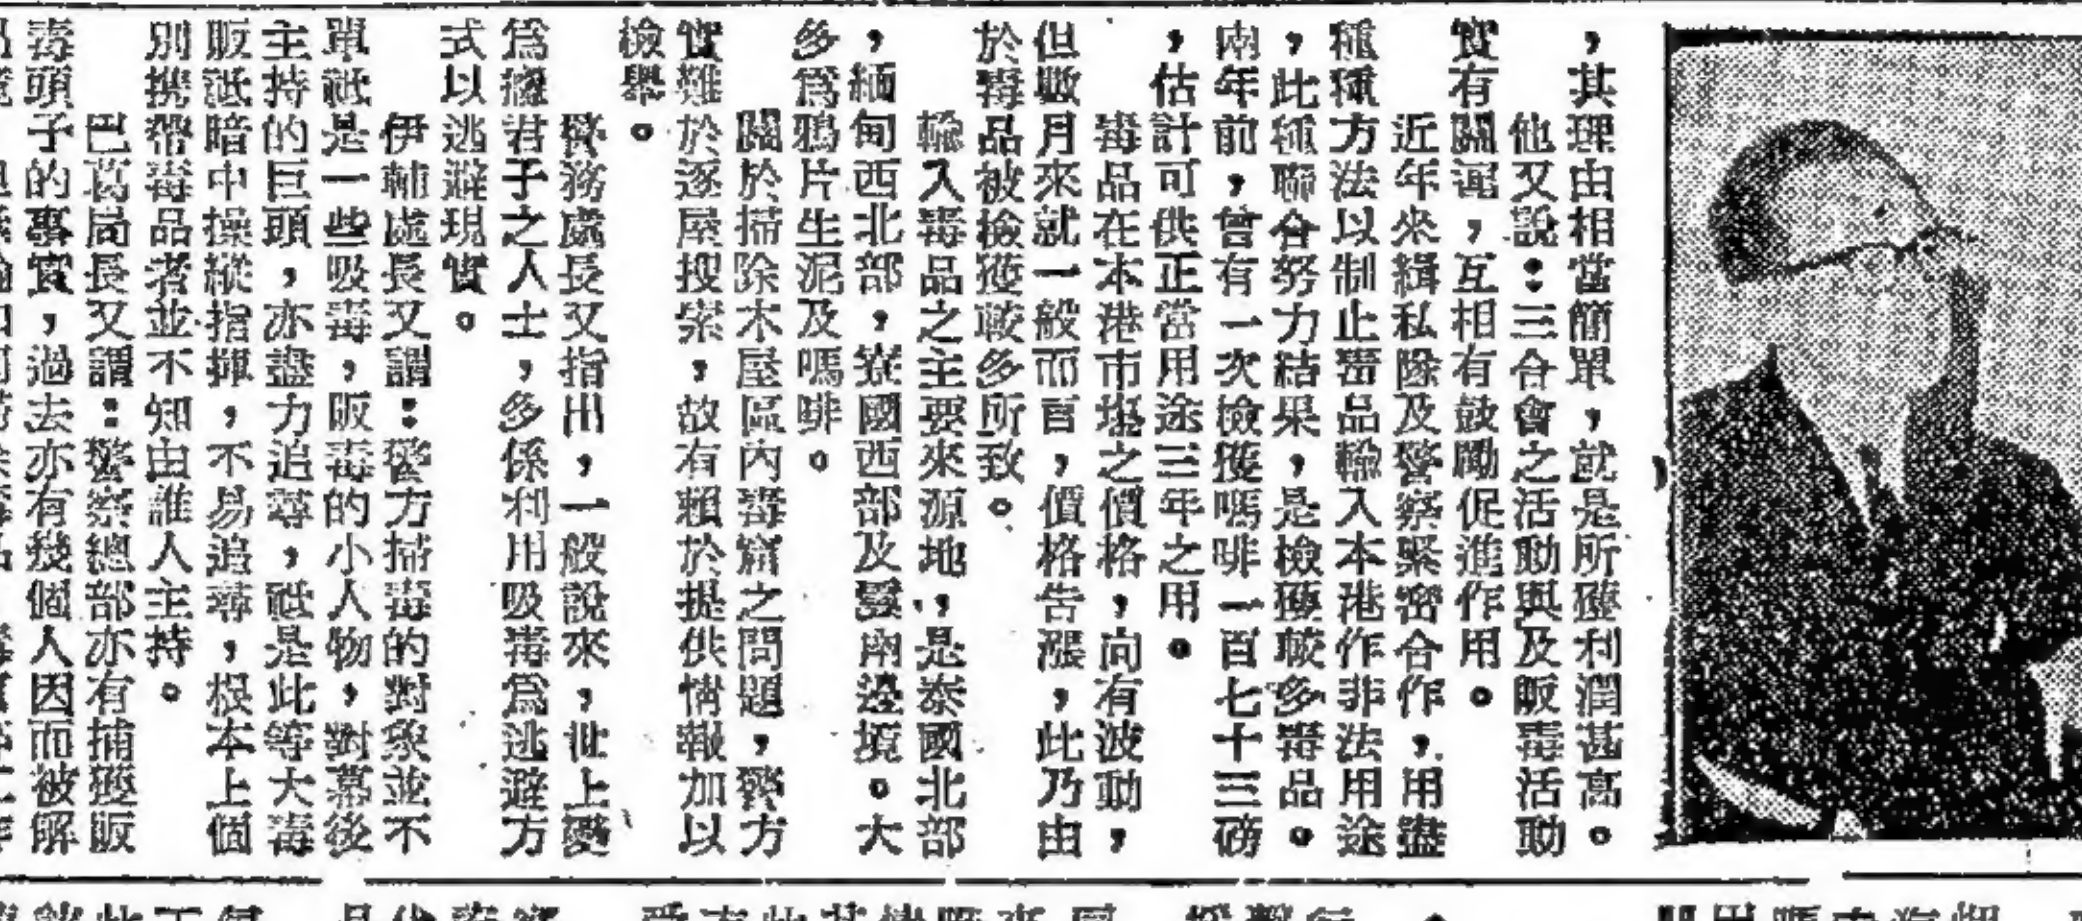 ，其理由相當簡單，就是所獲利潤甚高。
他又說：三合會之活動與及販毒活動
實有關連，互相有鼓勵促進作用。
近年來緝私隊及警察緊密合作，用盡
種種方法以制止毒品輸入本港作非法用途
，此種聯合努力結果，是檢獲較多毒品。
兩年前，曾有一次檢獲嗎啡一百七十三磅
，估計可供正當用途三年之用。
毒品在本港市塲之價格，向有波動，
但數月來就一般而言，價格告漲，此乃由
於毒品被檢獲較多所致。
輸入毒品之主要來源地，是泰國北部
，緬甸西北部，寮國西部及雲南邊境。大
多爲鴉片生泥及嗎啡。
關於掃除木屋區內毒窟之問題，警方
實難於逐屋搜索，故有賴於提供情報加以
檢舉。
警務處長又指出，一般說來，世上愛
爲癮君子之人士，多係利用吸毒爲逃避方
式以逃避現實。
伊輔處長又謂：警方掃毒的對象並不
單祗是一些吸毒，販毒的小人物，對幕後
主持的巨頭，亦盡力追尋，祗是此等大毒
販祗暗中操縱指揮，不易追尋，根本上個
別携帶毒品者並不知由誰人主持。
巴葛局長又謂：警察總部亦有捕獲販
毒頭子的事實，過去亦有幾個人因而被解